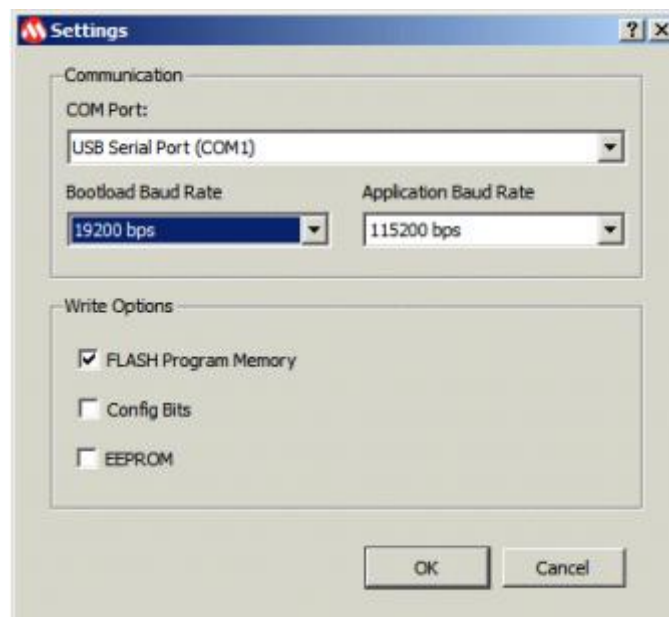 Settings
Communication
COM Port:
USB Serial Port (COM1)
Bootload Baud Rate Application Baud Rate
19200 bps 115200 bps
Write Options
FLASH Program Memory
Config Bits
EEPROM
OK Cancel